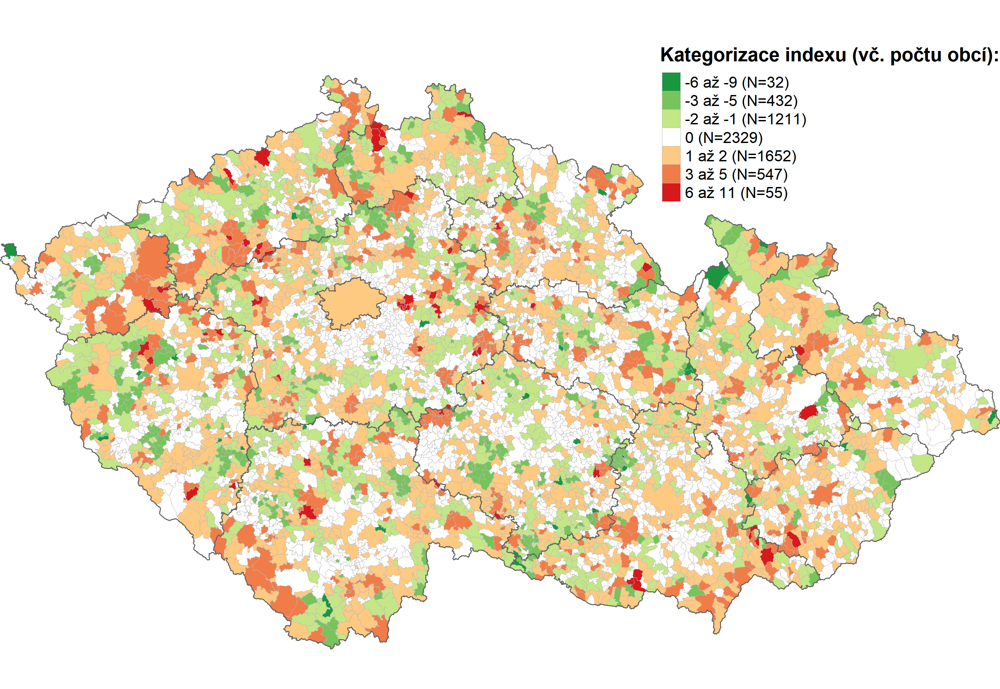 Kategorizace indexu (vč. počtu obcí):
-6 až -9 (N=32)
-3 až -5 (N=432)
-2 až -1 (N=1211)
0 (N=2329)
1 až 2 (N=1652)
3 až 5 (N=547)
6 až 11 (N=55)